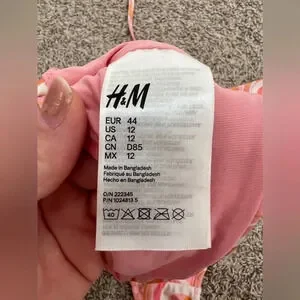 H&M
EUR 44
US 12
CA 12
CN D85
MX 12
Made in Bangladesh
Fabriqué au Bangladesh
Hecho en Bangladesh
O/N 222345
P/N 1024813 5
40